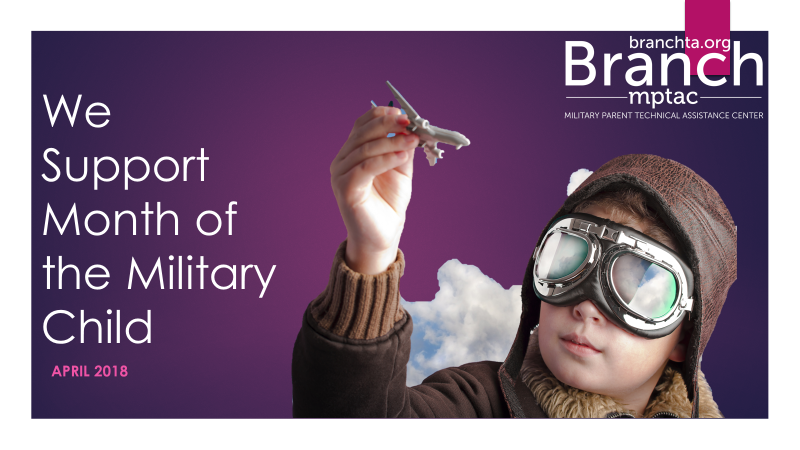 branchta.org
Branch
mptac
MILITARY PARENT TECHNICAL ASSISTANCE CENTER
We
Support
Month of
the Military
Child
APRIL 2018